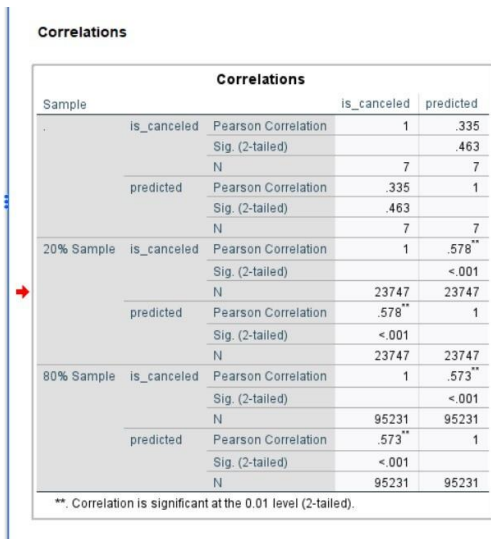 Correlations
Correlations
Sample is_canceled predicted
. is_canceled Pearson Correlation 1 .335
Sig. (2-tailed) .463
N 7 7
predicted Pearson Correlation .335 1
Sig. (2-tailed) .463
N 7 7
20% Sample is_canceled Pearson Correlation 1 .578**
Sig. (2-tailed) <.001
N 23747 23747
predicted Pearson Correlation .578** 1
Sig. (2-tailed) <.001
N 23747 23747
80% Sample is_canceled Pearson Correlation 1 .573**
Sig. (2-tailed) <.001
N 95231 95231
predicted Pearson Correlation .573** 1
Sig. (2-tailed) <.001
N 95231 95231
**. Correlation is significant at the 0.01 level (2-tailed).